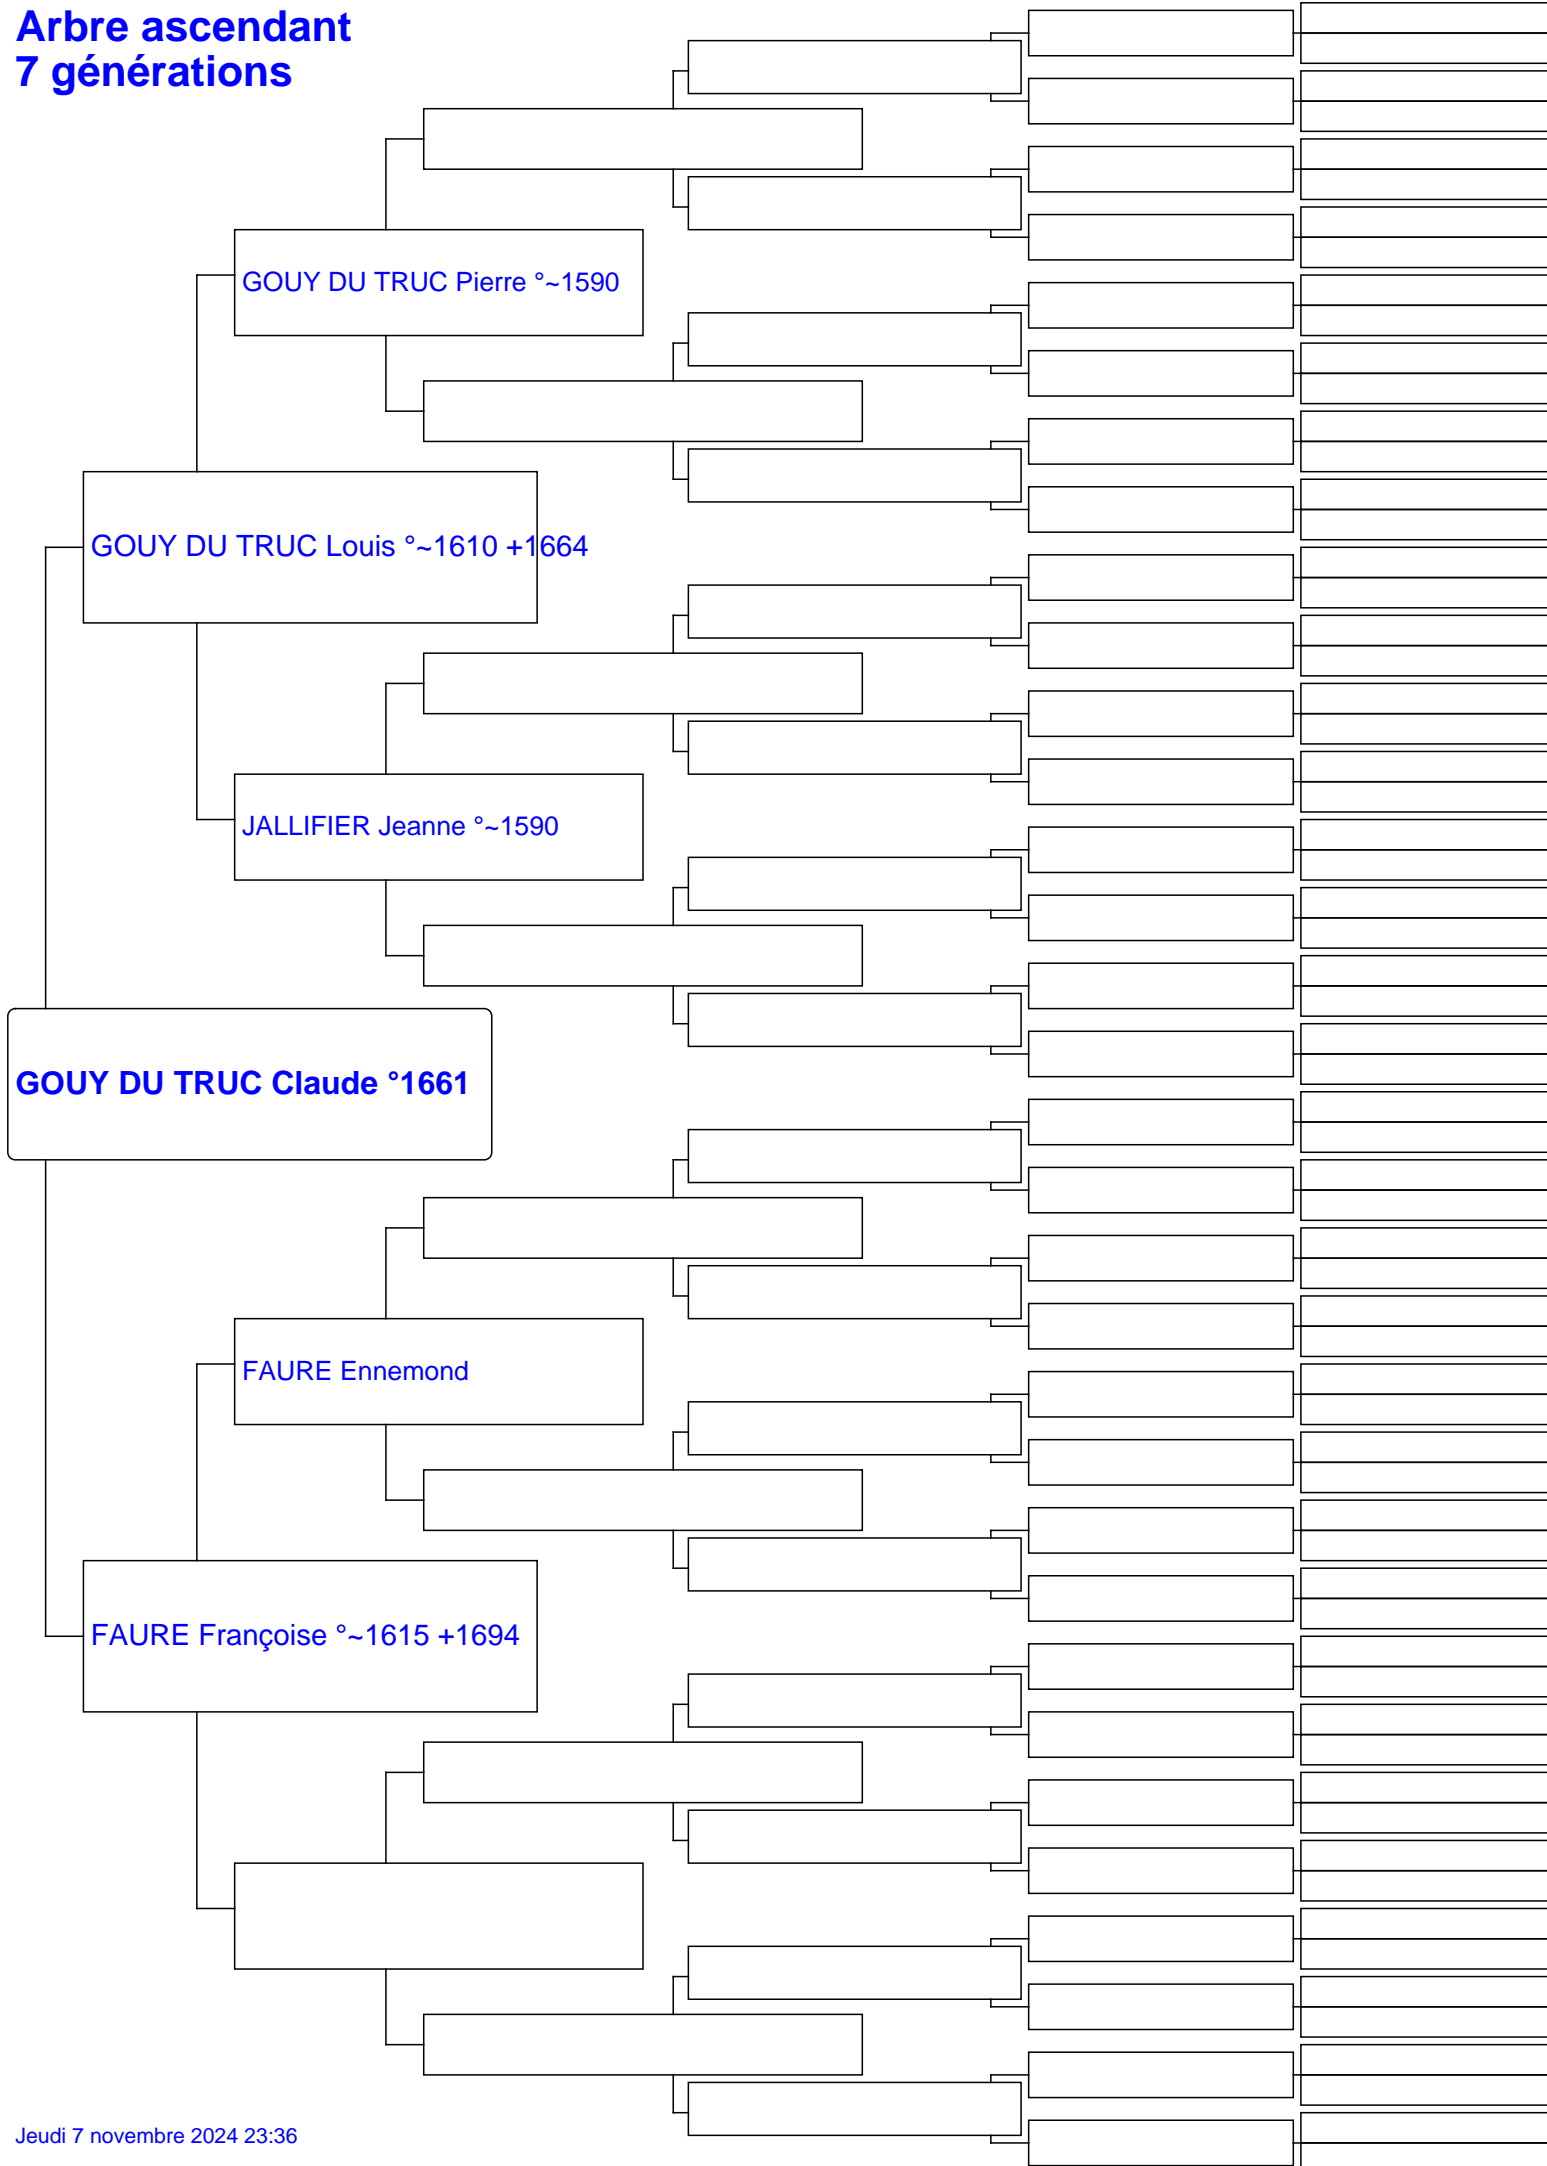 Arbre ascendant
7 générations
GOUY DU TRUC Pierre °~1590
GOUY DU TRUC Louis °~1610 +1664
JALLIFIER Jeanne °~1590
GOUY DU TRUC Claude °1661
FAURE Ennemond
FAURE Françoise °~1615 +1694
Jeudi 7 novembre 2024 23:36